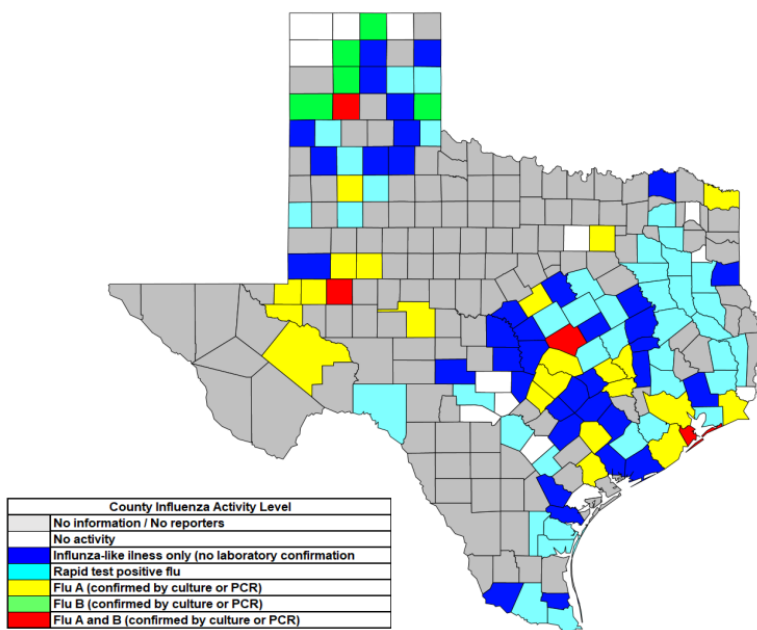 County Influenza Activity Level
No information / No reporters
No activity
Influnza-like ilness only (no laboratory confirmation
Rapid test positive flu
Flu A (confirmed by culture or PCR)
Flu B (confirmed by culture or PCR)
Flu A and B (confirmed by culture or PCR)